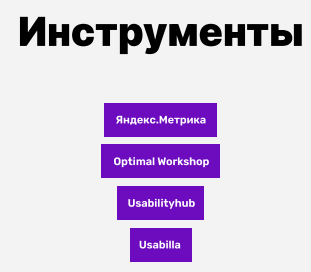 Инструменты
Яндекс.Метрика
Optimal Workshop
Usabilityhub
Usabilla